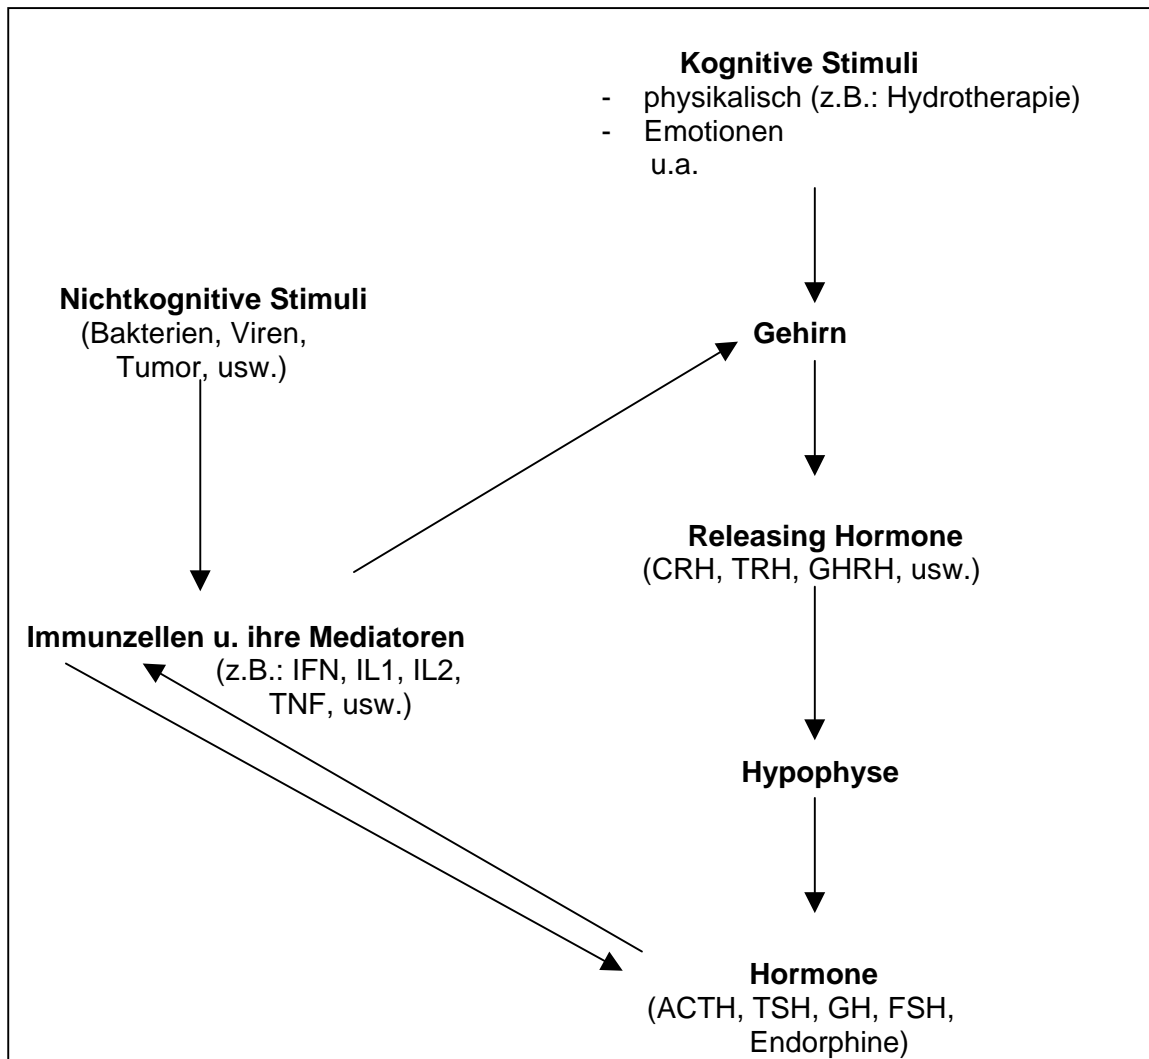 Kognitive Stimuli
- physikalisch (z.B.: Hydrotherapie)
- Emotionen
u.a.
Nichtkognitive Stimuli
(Bakterien, Viren,
Tumor, usw.)
Gehirn
Releasing Hormone
(CRH, TRH, GHRH, usw.)
Immunzellen u. ihre Mediatoren
(z.B.: IFN, IL1, IL2,
TNF, usw.)
Hypophyse
Hormone
(ACTH, TSH, GH, FSH,
Endorphine)